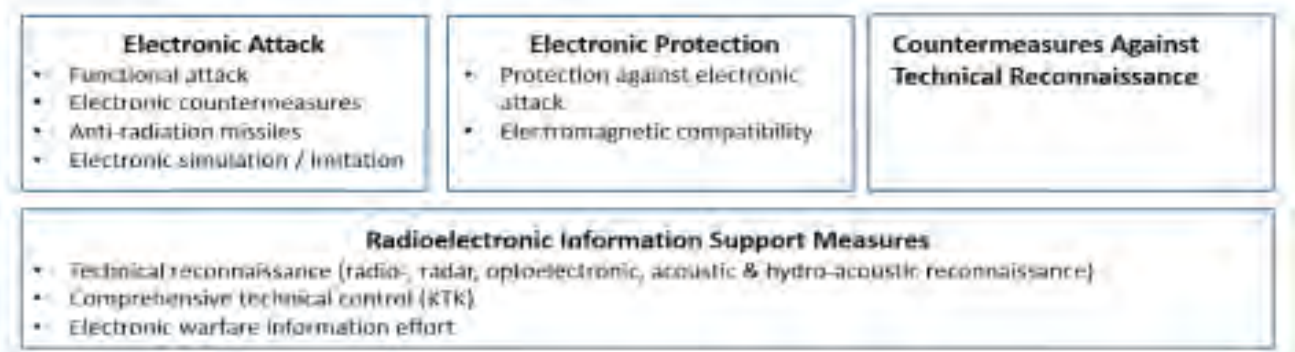 Electronic Attack
• Functional attack
• Electronic countermeasures
• Anti-radiation missiles
• Electronic simulation / imitation
Electronic Protection
• Protection against electronic
attack
• Electromagnetic compatibility
Countermeasures Against
Technical Reconnaissance
Radioelectronic Information Support Measures
• Technical reconnaissance (radio-, radar, optoelectronic, acoustic & hydro-acoustic reconnaissance)
• Comprehensive technical control (KTK)
• Electronic warfare information effort